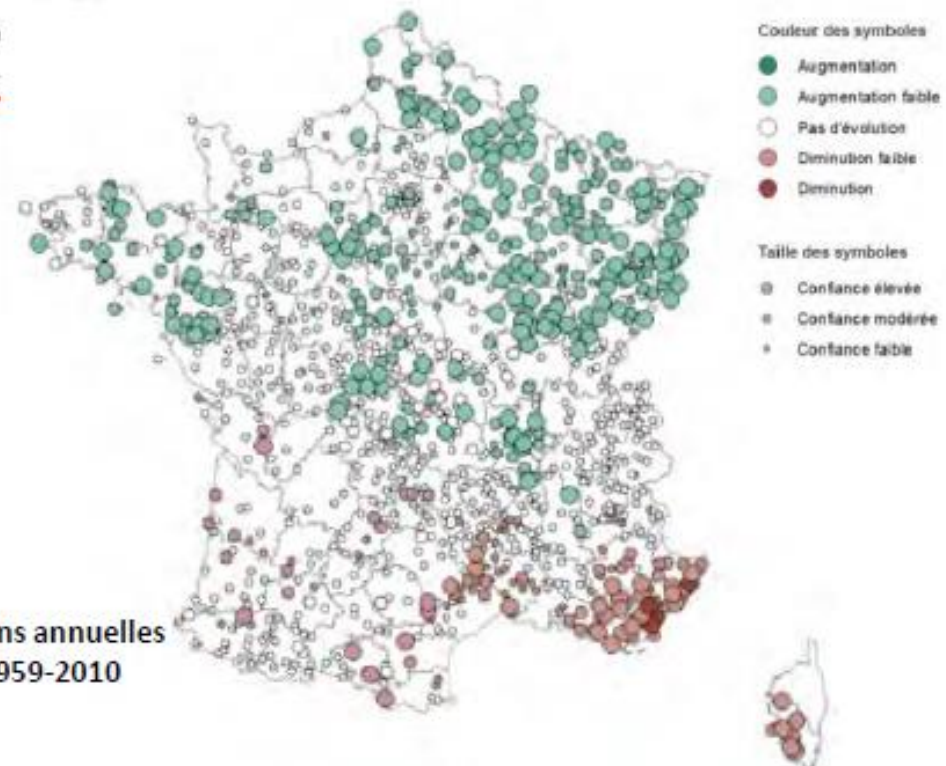 Couleur des symboles
Augmentation
Augmentation faible
Pas d'évolution
Diminution faible
Diminution
Taille des symboles
Confiance élevée
Confiance modérée
Confiance faible
ns annuelles
959-2010